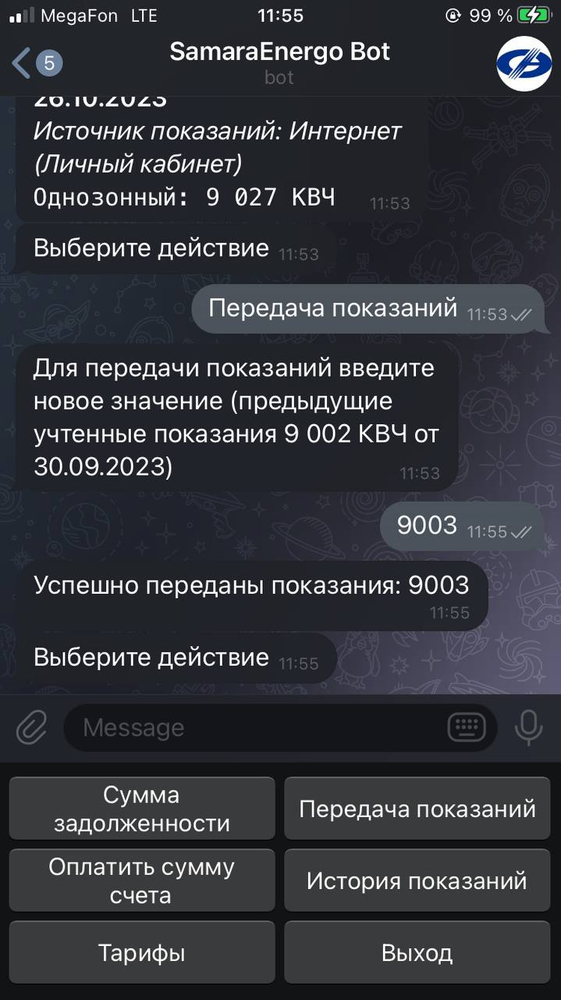 MegaFon LTE 11:55 99 %
5 SamaraEnergo Bot
bot
26.10.2023
Источник показаний: Интернет
(Личный кабинет)
Однозонный: 9 027 КВЧ 11:53
Выберите действие 11:53
Передача показаний 11:53
Для передачи показаний введите
новое значение (предыдущие
учтенные показания 9 002 КВЧ от
30.09.2023) 11:53
9003 11:55
Успешно переданы показания: 9003
11:55
Выберите действие 11:55
Message
Сумма
задолженности
Передача показаний
Оплатить сумму
счета
История показаний
Тарифы
Выход